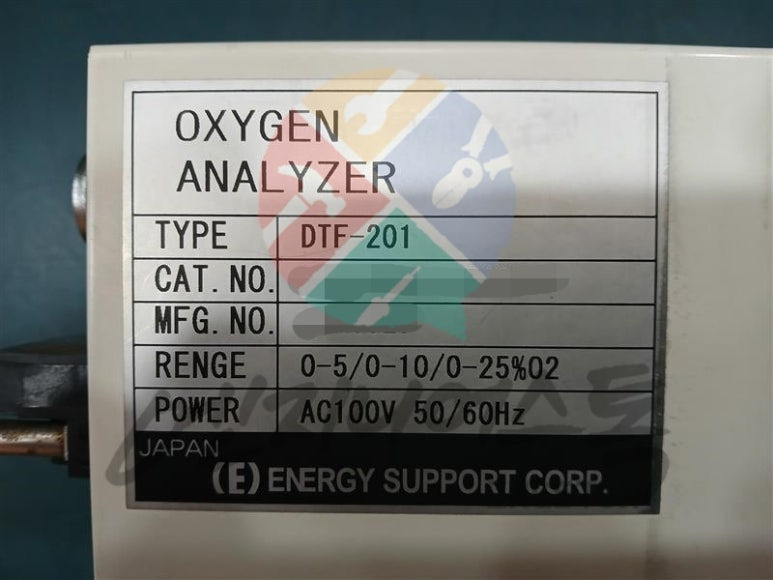 OXYGEN
ANALYZER
TYPE DTF-201
CAT. NO.
MFG. NO.
RENGE 0-5/0-10/0-25%O2
POWER AC100V 50/60Hz
JAPAN
(E) ENERGY SUPPORT CORP.